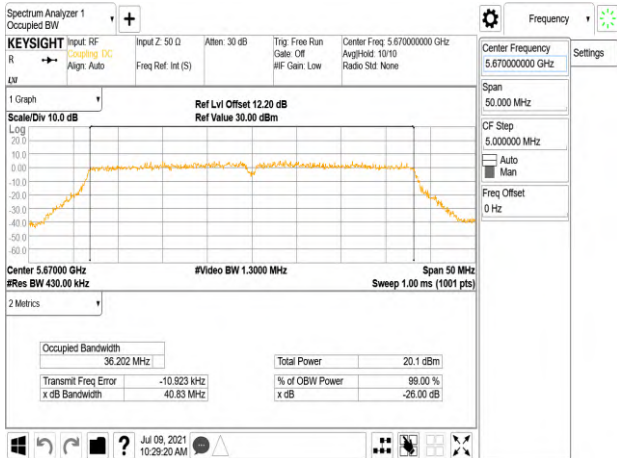 Spectrum Analyzer 1
Occupied BW
+
Frequency
KEYSIGHT
R
LXI
Input: RF
Coupling: DC
Align: Auto
Input Z: 50 Ω
Freq Ref: Int (S)
Atten: 30 dB
Trig: Free Run
Gate: Off
#IF Gain: Low
Center Freq: 5.670000000 GHz
Avg|Hold: 10/10
Radio Std: None
Center Frequency
5.670000000 GHz
Settings
Span
50.000 MHz
CF Step
5.000000 MHz
Auto
Man
Freq Offset
0 Hz
1 Graph
Scale/Div 10.0 dB
Ref Lvl Offset 12.20 dB
Ref Value 30.00 dBm
Log
20.0
10.0
0.00
-10.0
-20.0
-30.0
-40.0
-50.0
-60.0
Center 5.67000 GHz
#Video BW 1.3000 MHz
Span 50 MHz
#Res BW 430.00 kHz
Sweep 1.00 ms (1001 pts)
2 Metrics
Occupied Bandwidth
36.202 MHz
Total Power 20.1 dBm
Transmit Freq Error -10.923 kHz
% of OBW Power 99.00 %
x dB Bandwidth 40.83 MHz
x dB -26.00 dB
?
Jul 09, 2021
10:29:20 AM